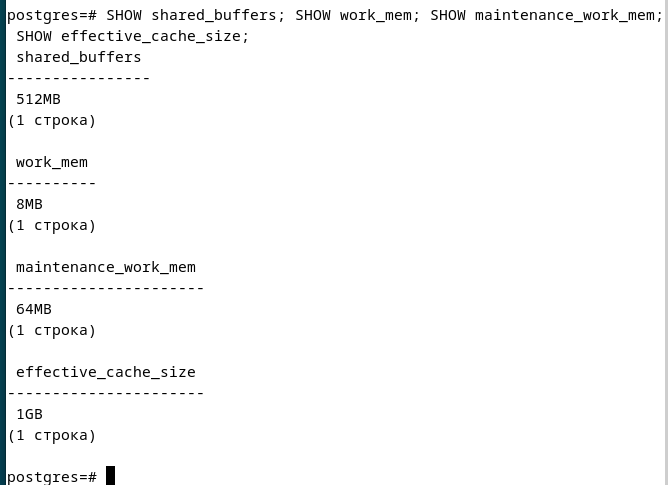 postgres=# SHOW shared_buffers; SHOW work_mem; SHOW maintenance_work_mem;
 SHOW effective_cache_size;
 shared_buffers
----------------
 512MB
(1 строка)

 work_mem
----------
 8MB
(1 строка)

 maintenance_work_mem
----------------------
 64MB
(1 строка)

 effective_cache_size
----------------------
 1GB
(1 строка)

postgres=#